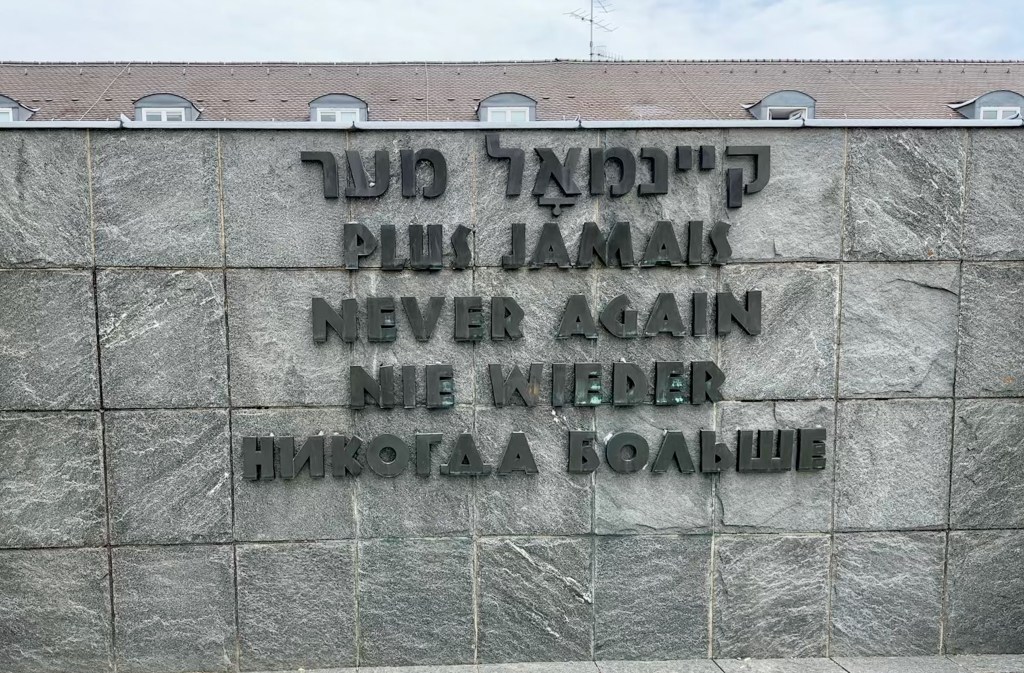 קיינמאָל מער
PLUS JAMAIS
NEVER AGAIN
NIE WIEDER
НИКОГДА БОЛЬШЕ